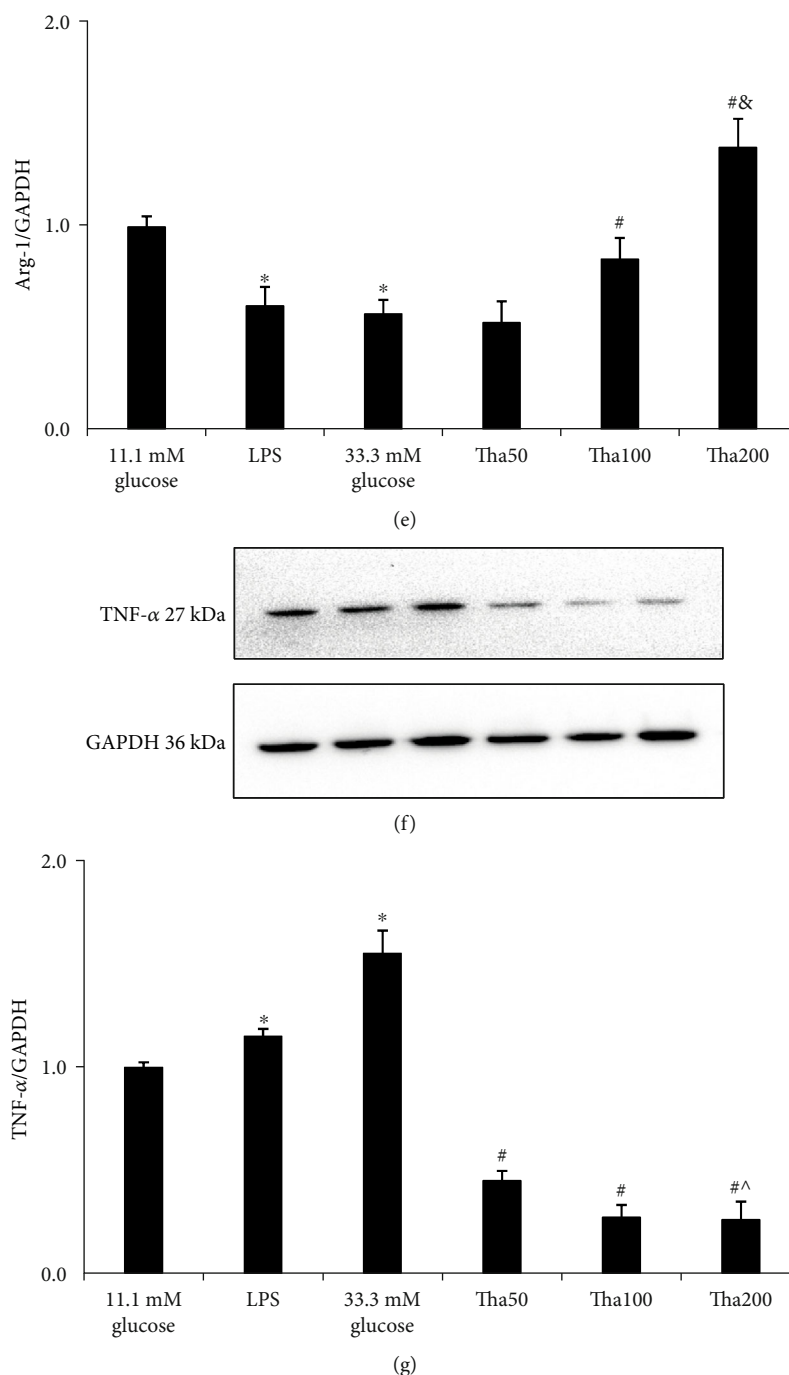 2.0
#&
Arg-1/GAPDH
1.0
#
*
*
0.0
11.1 mM
glucose
LPS
33.3 mM
glucose
Tha50
Tha100
Tha200
(e)
TNF-α 27 kDa
GAPDH 36 kDa
(f)
2.0
*
TNF-α/GAPDH
*
1.0
#
#
#^
0.0
11.1 mM
glucose
LPS
33.3 mM
glucose
Tha50
Tha100
Tha200
(g)